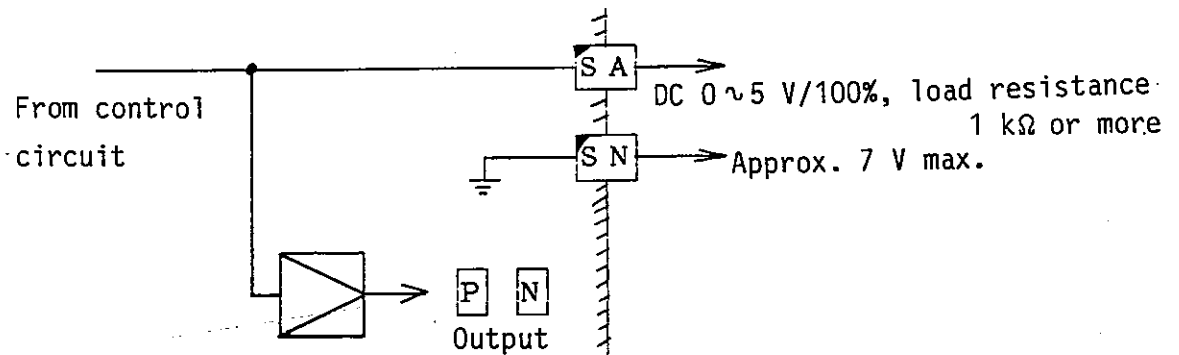 S A
From control
circuit
DC 0∿5 V/100%, load resistance
1 kΩ or more
S N
Approx. 7 V max.
P N
Output